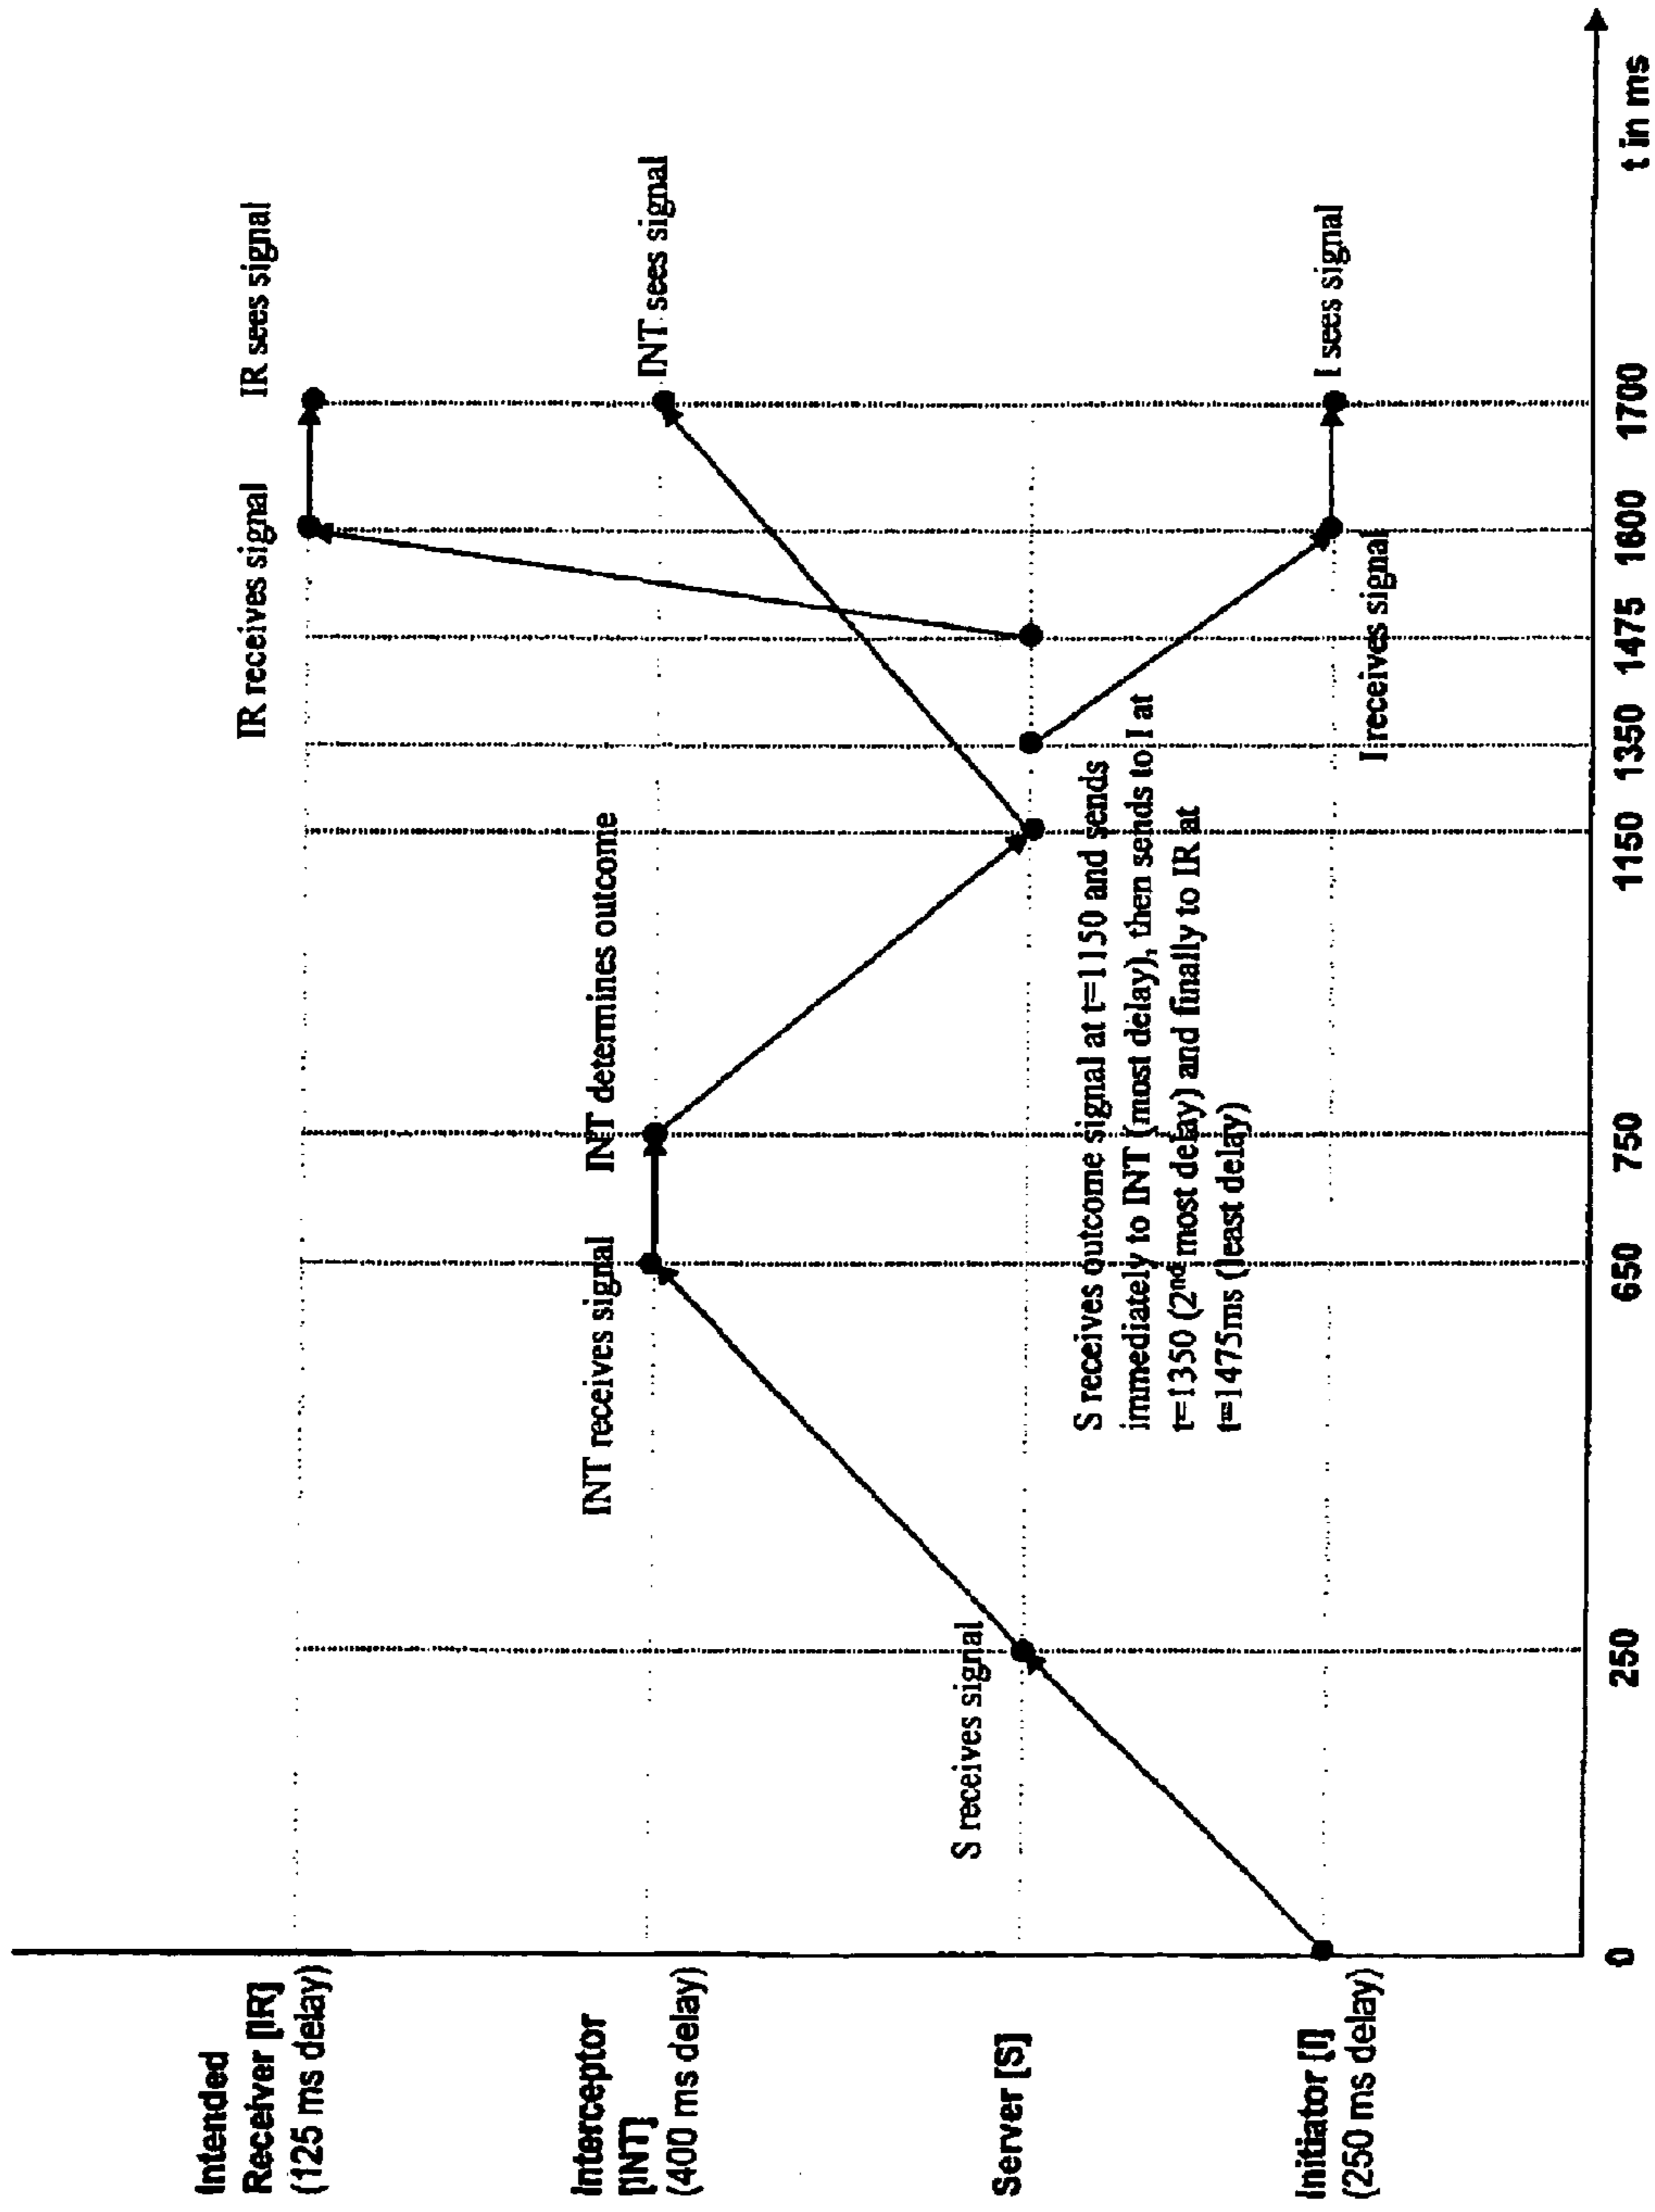 Intended
Receiver [IR]
(125 ms delay)
IR receives signal
IR sees signal
Interceptor
[INT]
(400 ms delay)
INT receives signal
INT determines outcome
INT sees signal
Server [S]
S receives signal
S receives outcome signal at t=1150 and sends
immediately to INT (most delay), then sends to I at
t=1350 (2nd most delay) and finally to IR at
t=1475ms (least delay)
Initiator [I]
(250 ms delay)
I receives signal
I sees signal
0
250
650
750
1150
1350
1475
1600
1700
t in ms